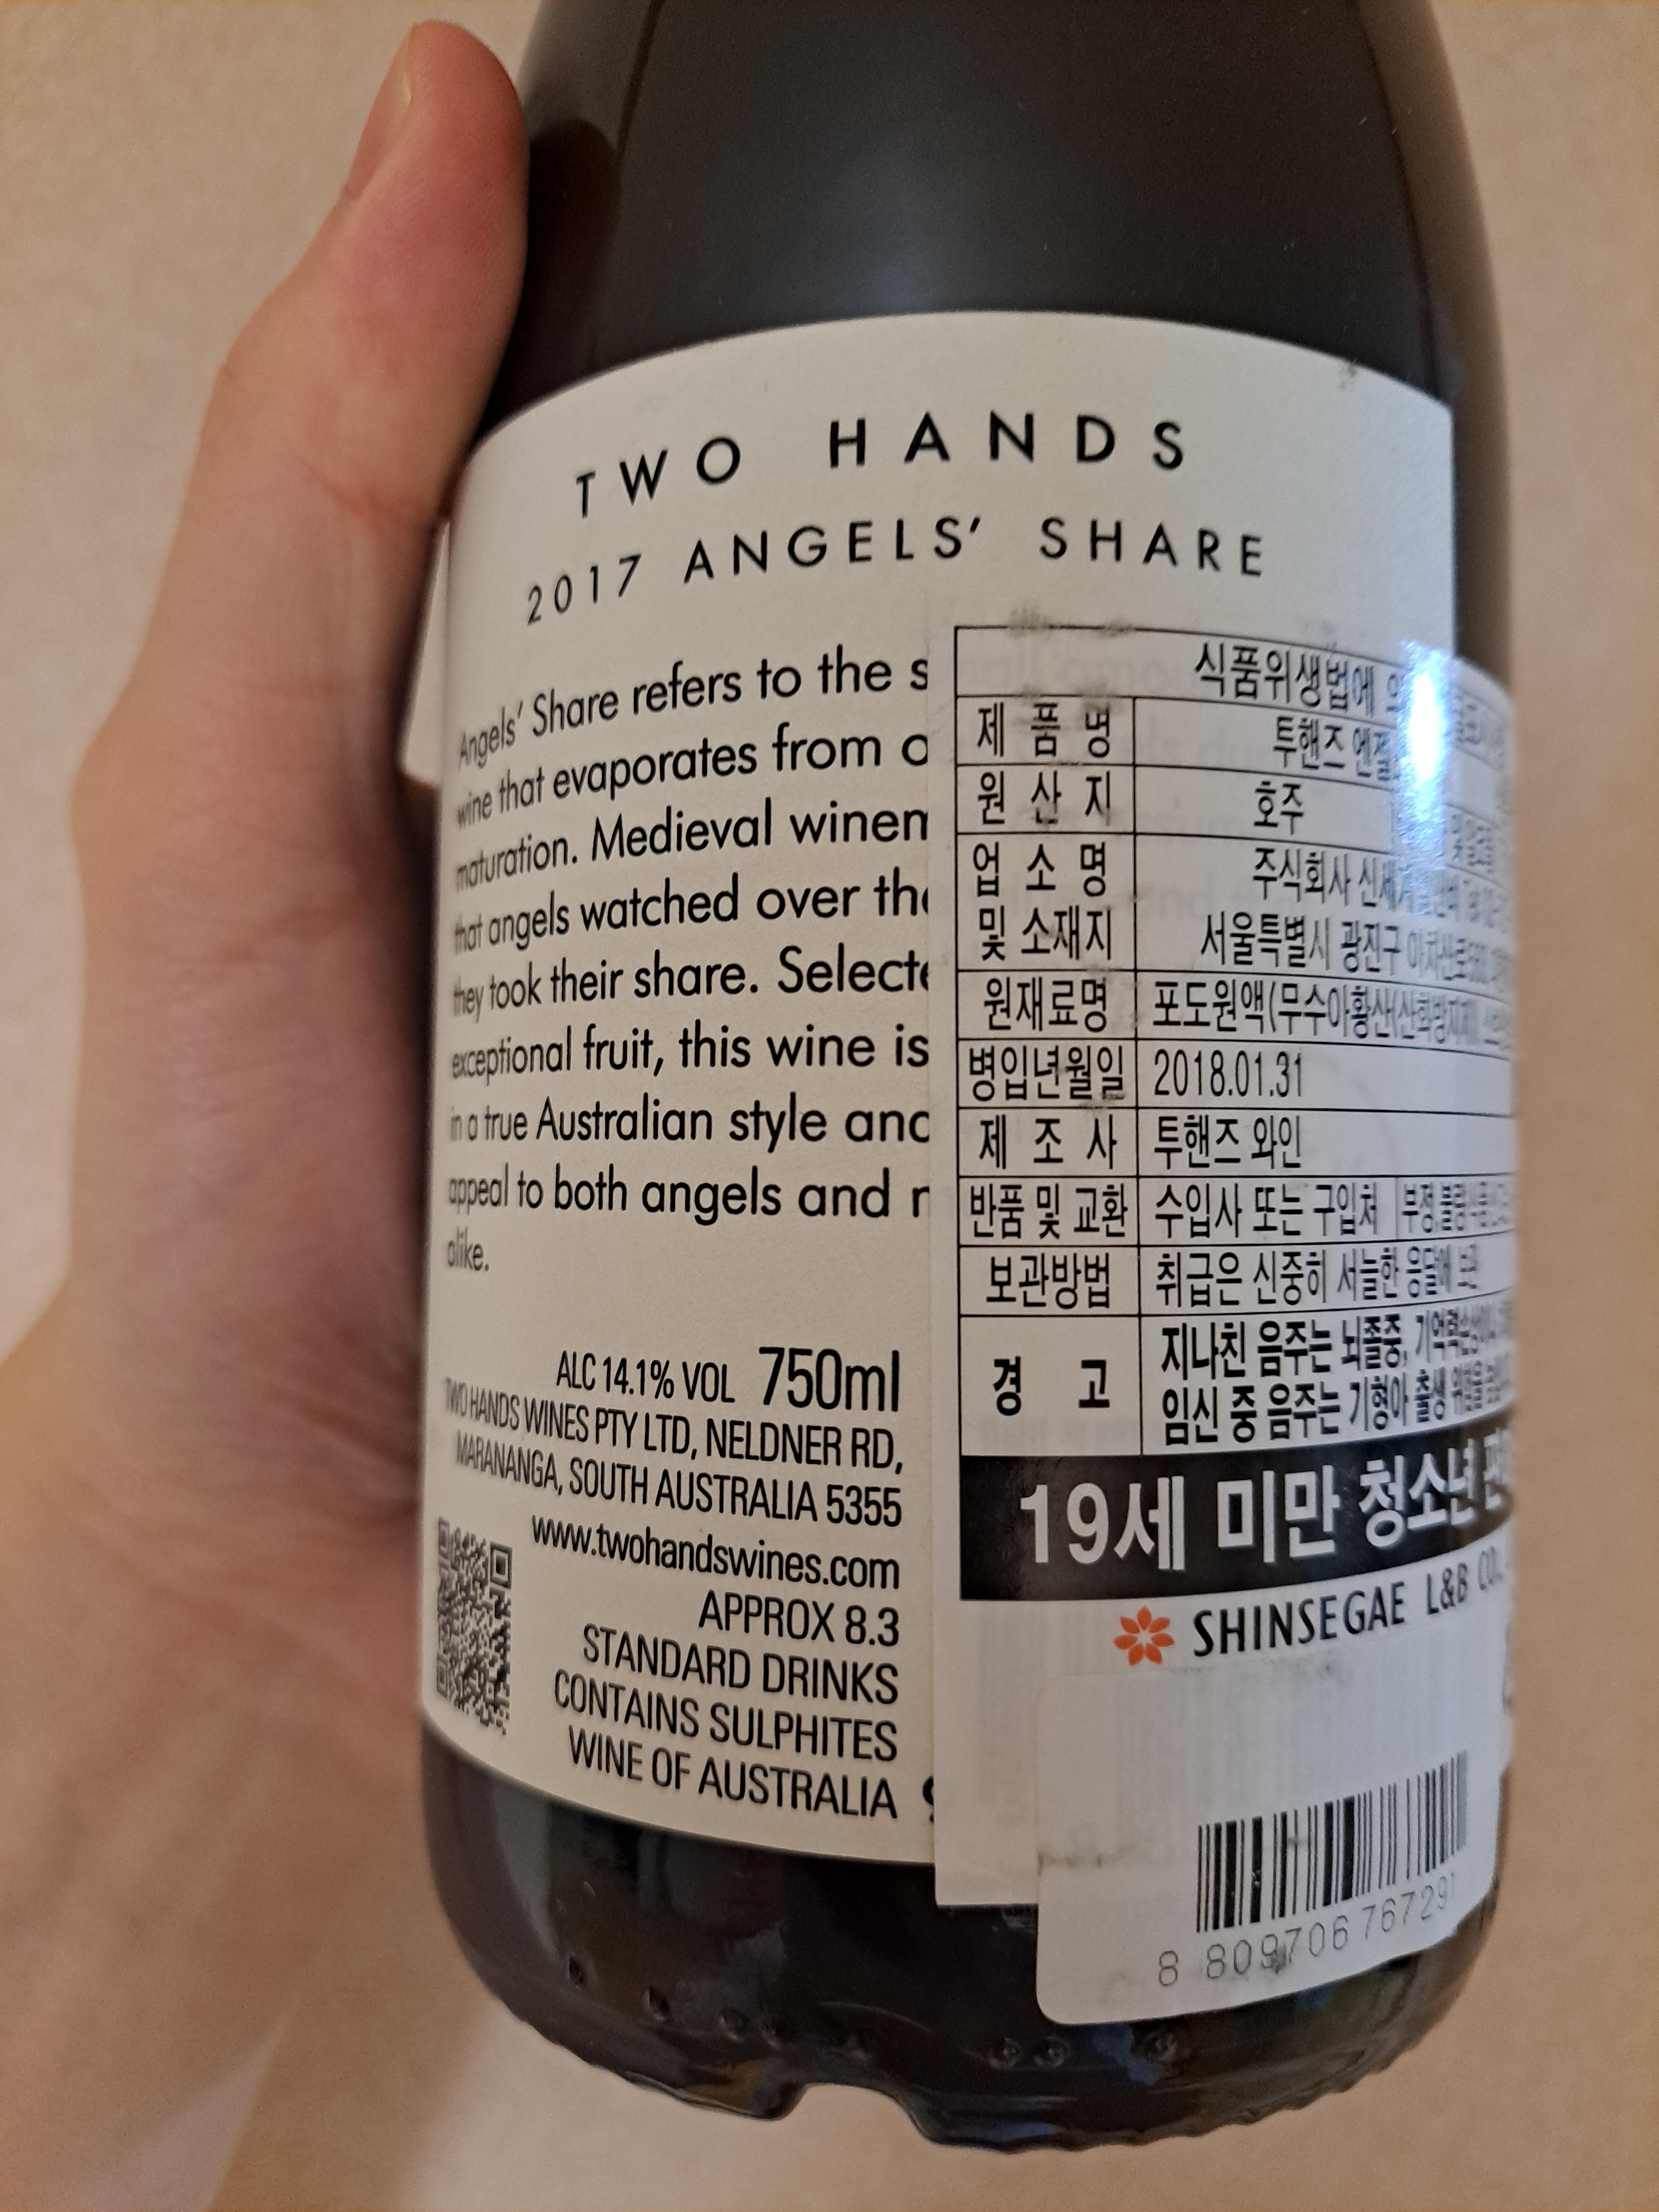 TWO HANDS
2017 ANGELS' SHARE
Angels' Share refers to the
wine that evaporates from
maturation. Medieval
that angels watched over
they took their share.
exceptional fruit, this wine is
in a true Australian style
appeal to both angels and
alike.
ALC 14.1% VOL 750ml
TWO HANDS WINES PTY LTD, NELDNER RD,
MARANANGA, SOUTH AUSTRALIA 5355
www.twohandswines.com
APPROX 8.3
STANDARD DRINKS
CONTAINS SULPHITES
WINE OF AUSTRALIA
식품위생법에
제 품 명 투핸즈
원 산 지 호주
업 소 명 주식회사
및 소재지 서울특별시 광진구
원재료명 포도원액(무수아황산(산화방지제)
병입년월일 2018.01.31
제 조 사 투핸즈 와인
반품 및 교환 수입사 또는 구입처
보관방법 취급은 신중히 서늘한 응달에
경 고 지나친 음주는 뇌졸중,
임신 중 음주는 기형아 출생
19세 미만 청소년
SHINSEGAE L&B CO.
8 809706 767291